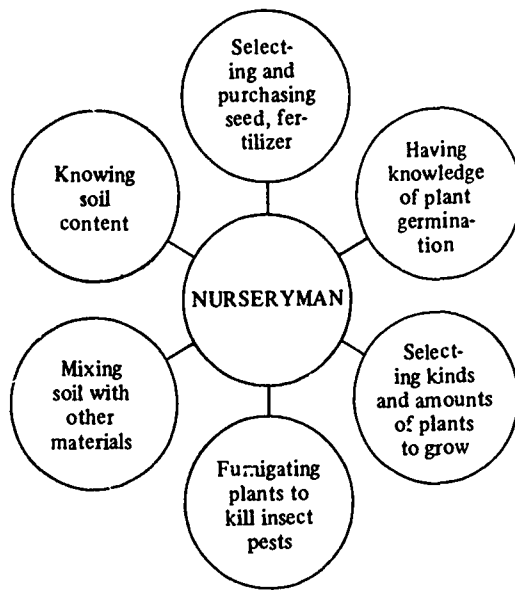 Select-
ing and
purchasing
seed, fer-
tilizer
Having
knowledge
of plant
germina-
tion
Knowing
soil
content
NURSERYMAN
Select-
ing kinds
and amounts
of plants
to grow
Mixing
soil with
other
materials
Fumigating
plants to
kill insect
pests